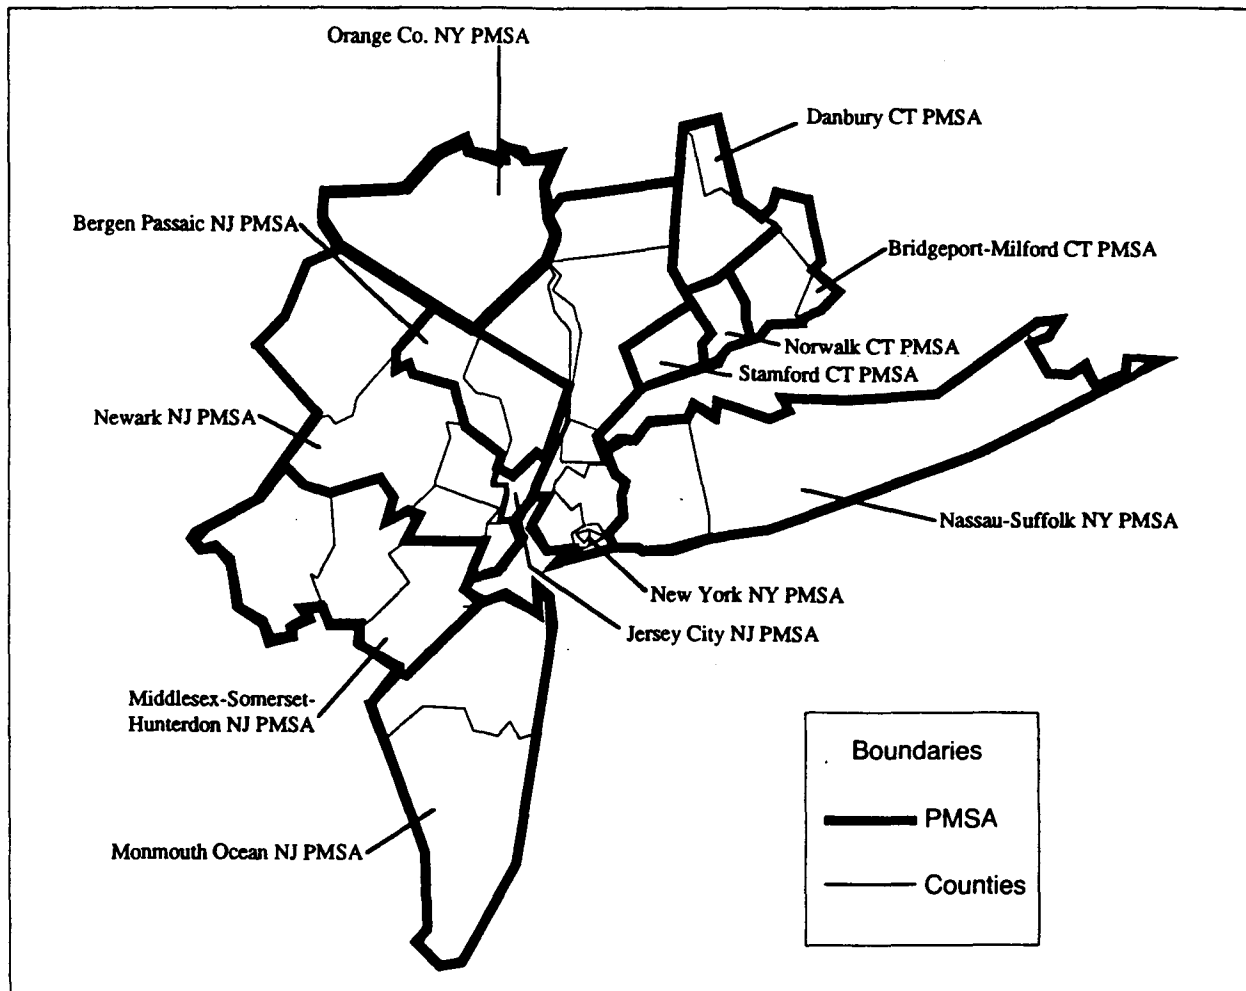 Orange Co. NY PMSA
Danbury CT PMSA
Bergen Passaic NJ PMSA
Bridgeport-Milford CT PMSA
Norwalk CT PMSA
Stamford CT PMSA
Newark NJ PMSA
Nassau-Suffolk NY PMSA
New York NY PMSA
Jersey City NJ PMSA
Middlesex-Somerset-
Hunterdon NJ PMSA
Monmouth Ocean NJ PMSA
Boundaries
PMSA
Counties